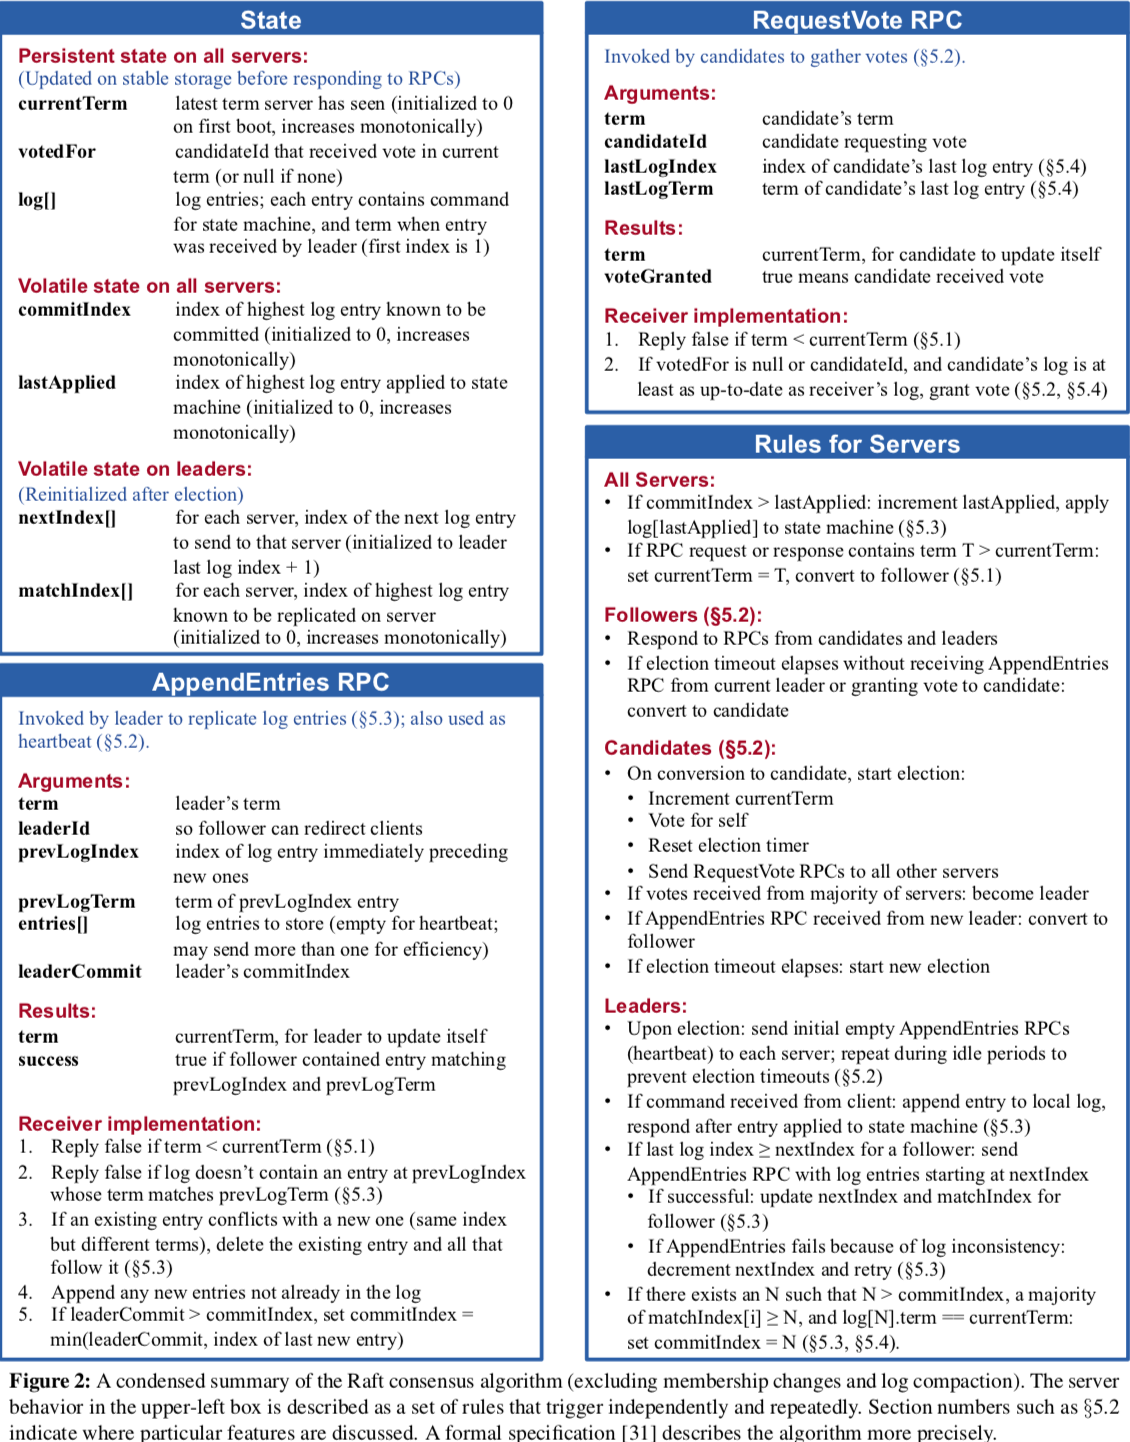 State
Persistent state on all servers:
(Updated on stable storage before responding to RPCs)
currentTerm latest term server has seen (initialized to 0
on first boot, increases monotonically)
votedFor candidateId that received vote in current
term (or null if none)
log[] log entries; each entry contains command
for state machine, and term when entry
was received by leader (first index is 1)
Volatile state on all servers:
commitIndex index of highest log entry known to be
committed (initialized to 0, increases
monotonically)
lastApplied index of highest log entry applied to state
machine (initialized to 0, increases
monotonically)
Volatile state on leaders:
(Reinitialized after election)
nextIndex[] for each server, index of the next log entry
to send to that server (initialized to leader
last log index + 1)
matchIndex[] for each server, index of highest log entry
known to be replicated on server
(initialized to 0, increases monotonically)
AppendEntries RPC
Invoked by leader to replicate log entries (§5.3); also used as
heartbeat (§5.2).
Arguments:
term leader’s term
leaderId so follower can redirect clients
prevLogIndex index of log entry immediately preceding
new ones
prevLogTerm term of prevLogIndex entry
entries[] log entries to store (empty for heartbeat;
may send more than one for efficiency)
leaderCommit leader’s commitIndex
Results:
term currentTerm, for leader to update itself
success true if follower contained entry matching
prevLogIndex and prevLogTerm
Receiver implementation:
1. Reply false if term < currentTerm (§5.1)
2. Reply false if log doesn’t contain an entry at prevLogIndex
whose term matches prevLogTerm (§5.3)
3. If an existing entry conflicts with a new one (same index
but different terms), delete the existing entry and all that
follow it (§5.3)
4. Append any new entries not already in the log
5. If leaderCommit > commitIndex, set commitIndex =
min(leaderCommit, index of last new entry)
RequestVote RPC
Invoked by candidates to gather votes (§5.2).
Arguments:
term candidate’s term
candidateId candidate requesting vote
lastLogIndex index of candidate’s last log entry (§5.4)
lastLogTerm term of candidate’s last log entry (§5.4)
Results:
term currentTerm, for candidate to update itself
voteGranted true means candidate received vote
Receiver implementation:
1. Reply false if term < currentTerm (§5.1)
2. If votedFor is null or candidateId, and candidate’s log is at
least as up-to-date as receiver’s log, grant vote (§5.2, §5.4)
Rules for Servers
All Servers:
• If commitIndex > lastApplied: increment lastApplied, apply
log[lastApplied] to state machine (§5.3)
• If RPC request or response contains term T > currentTerm:
set currentTerm = T, convert to follower (§5.1)
Followers (§5.2):
• Respond to RPCs from candidates and leaders
• If election timeout elapses without receiving AppendEntries
RPC from current leader or granting vote to candidate:
convert to candidate
Candidates (§5.2):
• On conversion to candidate, start election:
• Increment currentTerm
• Vote for self
• Reset election timer
• Send RequestVote RPCs to all other servers
• If votes received from majority of servers: become leader
• If AppendEntries RPC received from new leader: convert to
follower
• If election timeout elapses: start new election
Leaders:
• Upon election: send initial empty AppendEntries RPCs
(heartbeat) to each server; repeat during idle periods to
prevent election timeouts (§5.2)
• If command received from client: append entry to local log,
respond after entry applied to state machine (§5.3)
• If last log index ≥ nextIndex for a follower: send
AppendEntries RPC with log entries starting at nextIndex
• If successful: update nextIndex and matchIndex for
follower (§5.3)
• If AppendEntries fails because of log inconsistency:
decrement nextIndex and retry (§5.3)
• If there exists an N such that N > commitIndex, a majority
of matchIndex[i] ≥ N, and log[N].term == currentTerm:
set commitIndex = N (§5.3, §5.4).
Figure 2: A condensed summary of the Raft consensus algorithm (excluding membership changes and log compaction). The server
behavior in the upper-left box is described as a set of rules that trigger independently and repeatedly. Section numbers such as §5.2
indicate where particular features are discussed. A formal specification [31] describes the algorithm more precisely.